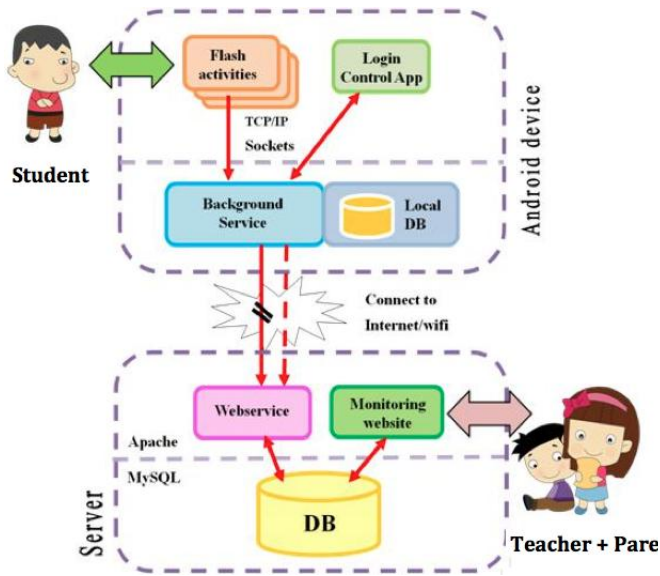 Flash
activities
Login
Control App
TCP/IP
Sockets
Student
Background
Service
Local
DB
Android device
Connect to
Internet/wifi
Webservice
Monitoring
website
Apache
MySQL
DB
Server
Teacher + Pare